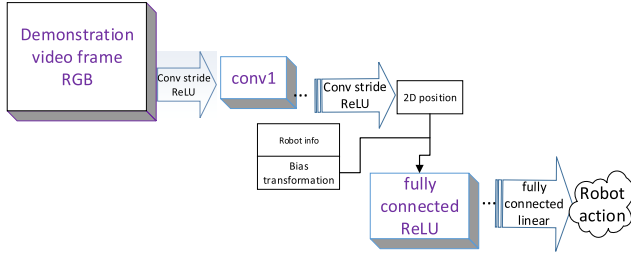 Demonstration
video frame
RGB
Conv stride
ReLU
conv1
...
Conv stride
ReLU
2D position
Robot info
Bias
transformation
fully
connected
ReLU
...
fully
connected
linear
Robot
action